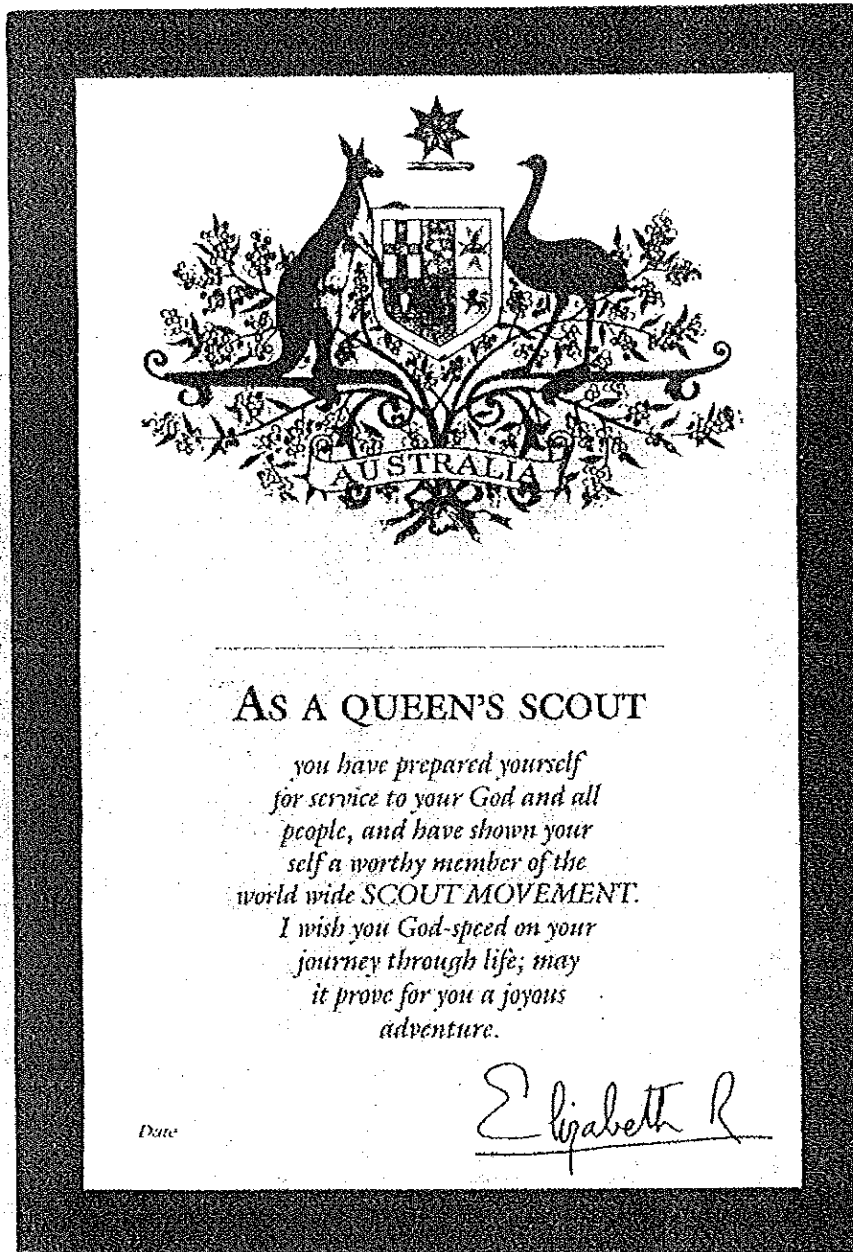 AUSTRALIA
AS A QUEEN'S SCOUT
you have prepared yourself
for service to your God and all
people, and have shown your
self a worthy member of the
world wide SCOUT MOVEMENT.
I wish you God-speed on your
journey through life; may
it prove for you a joyous
adventure.
Elizabeth R
Date